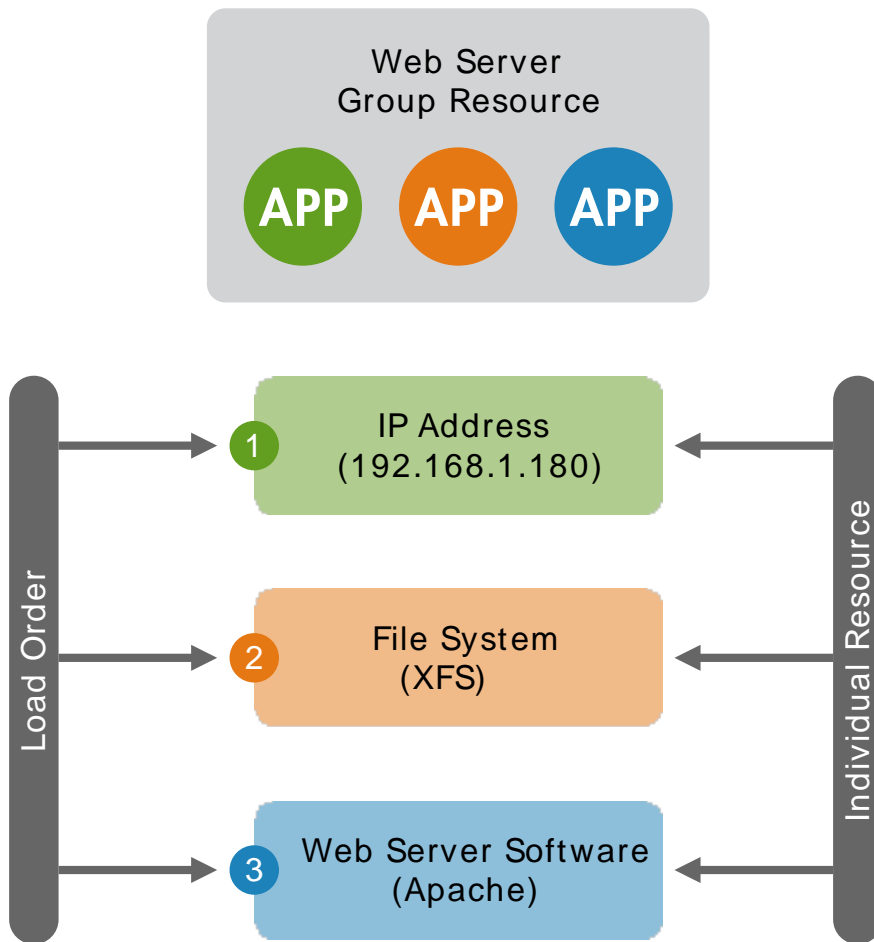 Web Server
Group Resource
APP
APP
APP
Load Order
1
IP Address
(192.168.1.180)
2
File System
(XFS)
3
Web Server Software
(Apache)
Individual Resource